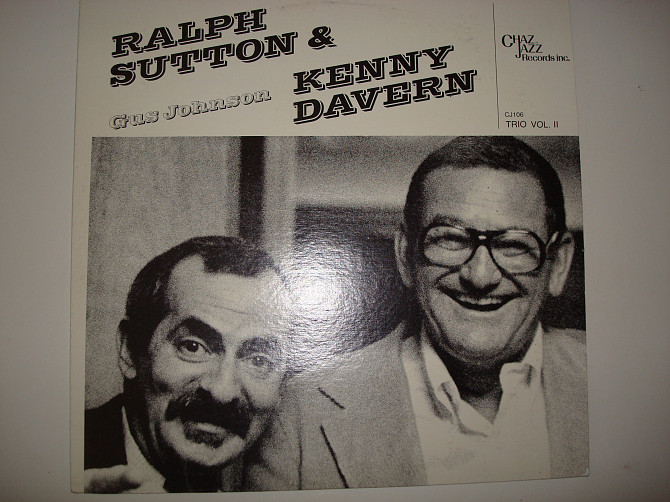 RALPH
SUTTON &
Gus Johnson
KENNY
DAVERN
CHAZ
JAZZ
Records inc.
CJ106
TRIO VOL. II